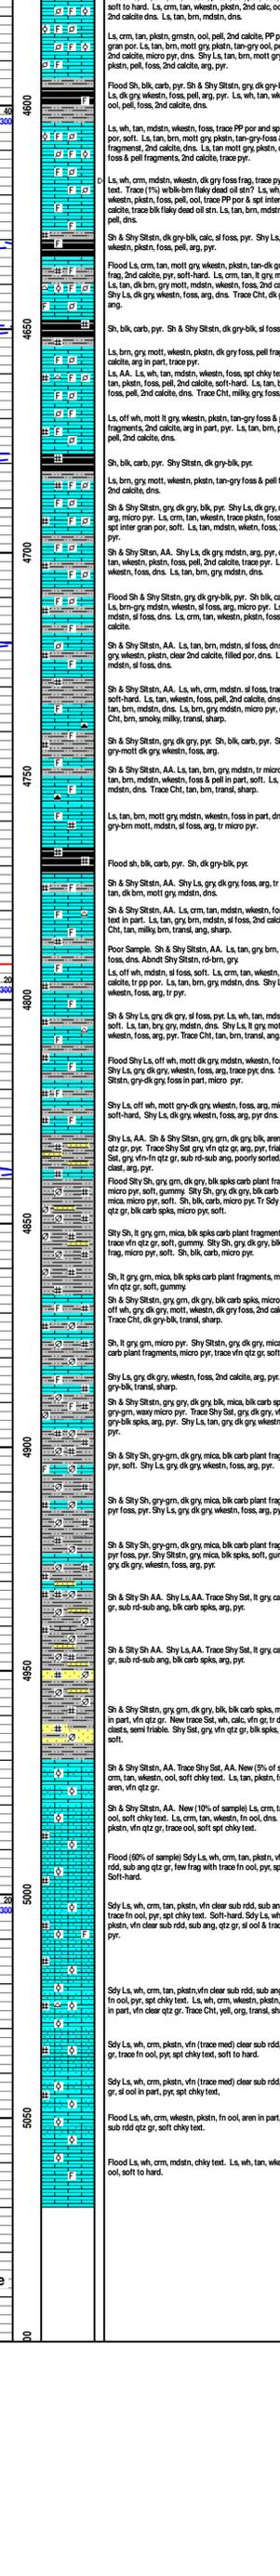 soft to hard. Ls, crm, tan, wkestn, pkstn, 2nd calc, oo
2nd calcite dns. Ls, tan, brn, mdstn, dns.
Ls, crm, tan, pkstn, grnstn, ool, pell, 2nd calcite, PP p
gran por. Ls, tan, brn, mott gry, pkstn, tan-gry ool, pe
2nd calcite, micro pyr, dns. Shy Ls, tan, brn, mott gry
pkstn, pell, foss, 2nd calcite, arg, pyr.
4600
Flood Sh, blk, carb, pyr. Sh & Shy Sltstn, gry, dk gry-
Ls, dk gry, wkestn, foss, pell, arg, pyr. Ls, wh, tan, wk
ool, pell, foss, 2nd calcite, dns.
Ls, wh, tan, mdstn, wkestn, foss, trace PP por and sp
por, soft. Ls, tan, brn, mott gry, pkstn, tan-gry-foss
fragmenst, 2nd calcite, dns. Ls, tan, mott gry, pkstn,
foss & pell fragments, 2nd calcite, trace pyr.
Ls, wh, crm, mdstn, wkestn, dk gry foss frag, trace py
text. Trace (1%) w/blk-brn flaky dead oil stn? Ls, wh,
wkestn, pkstn, foss, pell, ool, trace PP por & spt inter
calcite, trace blk flaky dead oil stn. Ls, tan, brn, mdstn
pell, dns.
Sh & Shy Sltstn, dk gry-blk, calc, sl foss, pyr. Shy Ls,
wkestn, pkstn, foss, pell, arg, pyr.
Flood Ls, crm, tan, mott gry, wkestn, pkstn, tan-dk gr
frag, 2nd calcite, pyr, soft-hard. Ls, crm, tan, lt gry, m
Ls, tan, dk brn, gry mott, mdstn, wkestn, foss, 2nd ca
Shy Ls, dk gry, wkestn, foss, arg, dns. Trace Cht, dk
ang.
4650
Sh, blk, carb, pyr. Sh & Shy Sltstn, dk gry-blk, sl foss
Ls, brn, gry, mott, wkestn, pkstn, dk gry foss, pell frag
calcite, arg in part, trace pyr.
Ls, AA. Ls, wh, tan, mdstn, wkestn, foss, spt chky tex
tan, pkstn, foss, pell, 2nd calcite, soft-hard. Ls, tan, b
foss, pell, 2nd calcite, dns. Trace Cht, milky, gry, foss,
Ls, off wh, mott lt gry, wkestn, pkstn, tan-gry foss &
fragments, 2nd calcite, arg in part, pyr. Ls, tan, brn, p
pell, 2nd calcite, dns.
Sh, blk, carb, pyr. Shy Sltstn, dk gry-blk, pyr.
Ls, brn, gry, mott, wkestn, pkstn, tan-gry foss & pell f
2nd calcite, dns.
4700
Sh & Shy Sltstn, gry, dk gry, blk, pyr. Shy Ls, dk gry,
arg, micro pyr. Ls, crm, tan, wkestn, trace pkstn, foss
spt inter gran por, soft. Ls, tan, mdstn, wketn, foss,
pyr.
Sh & Shy Sltsn, AA. Shy Ls, dk gry, mdstn, arg, pyr,
tan, wkestn, pkstn, foss, pell, 2nd calcite, trace pyr. L
wkestn, foss, dns. Ls, tan, brn, gry, mdstn, dns.
Flood Sh & Shy Sltstn, gry, dk gry-blk, pyr. Sh blk, ca
Ls, brn-gry, mdstn, wkestn, sl foss, arg, micro pyr. Ls
mdstn, sl foss, dns. Ls, crm, tan, wkestn, pkstn, foss
calcite.
Sh & Shy Sltstn, AA. Ls, tan, brn, mdstn, sl foss, dns
gry, wkestn, pkstn, clear 2nd calcite, filled por, dns. L
mdstn, sl foss, dns.
Sh & Shy Sltstn, AA. Ls, wh, crm, mdstn, sl foss, trac
soft-hard. Ls, tan, wkestn, foss, pell, 2nd calcite, dns
tan, brn, mdstn, dns. Ls, brn, gry, mdstn, micro pyr,
Cht, brn, smoky, milky, transl, sharp.
4750
Sh & Shy Sltstn, gry, dk gry, pyr. Sh, blk, carb, pyr. S
gry-mott dk gry, wkestn, foss, arg.
Sh & Shy Sltstn, AA. Ls, tan, brn, gry, mdstn, tr micro
tan, brn, mdstn, wkestn, foss & pell in part, soft. Ls,
mdstn, dns. Trace Cht, tan, brn, transl, sharp.
Ls, tan, brn, mott gry, mdstn, wkestn, foss in part, dn
gry-brn mott, mdstn, sl foss, arg, tr micro pyr.
Flood sh, blk, carb, pyr. Sh, dk gry-blk, pyr.
Sh & Shy Sltstn, AA. Shy Ls, gry, dk gry, foss, arg, tr
tan, dk brn, mott gry, mdstn, dns.
Sh & Shy Sltstn, AA. Ls, crm, tan, mdstn, wkestn, fo
text in part. Ls, tan, gry, brn, mdstn, sl foss, 2nd calci
Cht, tan, milky, brn, transl, ang, sharp.
4800
Poor Sample. Sh & Shy Sltstn, AA. Ls, tan, gry, brn,
foss, dns. Abndt Shy Sltstn, rd-brn, gry.
Ls, off wh, mdstn, sl foss, soft. Ls, crm, tan, wkestn,
calcite, tr pp por. Ls, tan, brn, gry, mdstn, dns. Shy L
wkestn, foss, arg, tr pyr.
Sh & Shy Ls, gry, dk gry, sl foss, pyr. Ls, wh, tan, mds
soft. Ls, tan, bry, gry, mdstn, dns. Shy Ls, lt gry, mot
wkestn, foss, arg, pyr. Trace Cht, tan, brn, transl, ang.
Flood Shy Ls, off wh, mott dk gry, mdstn, wkestn, fo
Shy Ls, gry, dk gry, wkestn, foss, arg, trace pyr, dns. S
Sltstn, gry-dk gry, foss in part, micro pyr.
Shy Ls, off wh, mott gry-dk gry, wkestn, foss, arg, mi
soft-hard, Shy Ls, dk gry, wkestn, foss, arg, pyr dns.
Shy Ls, AA. Sh & Shy Sltsn, gry, grn, dk gry, blk, aren
qtz gr, pyr. Trace Shy Sst gry, vfn qtz gr, arg, pyr, fria
Sst, gry, vfn-fn qtz gr, sub rd-sub ang, poorly sorted,
clast, arg, pyr.
4850
Flood Slty Sh, gry, grn, dk gry, blk spks carb plant fra
micro pyr, soft, gummy. Slty Sh, gry, dk gry, blk carb
mica, micro pyr, soft. Sh, blk, carb, micro pyr. Tr Sdy
qtz gr, blk carb spks, micro pyr, soft.
Slty Sh, lt gry, grn, mica, blk spks carb plant fragment
trace vfn qtz gr, soft, gummy. Slty Sh, gry, dk gry, blk
frag, micro pyr, soft. Sh, blk, carb, micro pyr.
Sh, lt gry, grn, mica, blk spks carb plant fragments, m
vfn qtz gr, soft, gummy.
Sh & Shy Sltstn, gry, grn, dk gry, blk carb spks, micro
off wh, gry, dk gry, mott, wkestn, dk gry foss, 2nd calc
Trace Cht, dk gry-blk, transl, sharp.
Sh, lt gry, grn, micro pyr. Shy Sltstn, gry, dk gry, mica
carb plant fragments, micro pyr, trace vfn qtz gr, soft
Shy Ls, gry, dk gry, wkestn, foss, 2nd calcite, arg, pyr.
gry-blk, transl, sharp.
4900
Sh & Shy Sltstn, gry, grn, dk gry, blk, mica, blk carb sp
gry-grn, waxy micro pyr. Trace Shy Sst, gry, dk gry, vf
gry-blk spks, arg, pyr. Shy Ls, tan, gry, dk gry, wkestn
pyr.
Sh & Slty Sh, gry-grn, dk gry, mica, blk carb plant frag
pyr, soft. Shy Ls, gry, dk gry, wkestn, foss, arg, pyr.
Sh & Slty Sh, gry-grn, dk gry, mica, blk carb plant frag
pyr foss, pyr. Shy Ls, gry, dk gry, wkestn, foss, arg, py
Sh & Slty Sh, gry-grn, dk gry, mica, blk carb plant frag
pyr foss, pyr. Shy Sltstn, gry, mica, blk spks, soft, gum
gry, dk gry, wkestn, foss, arg, pyr.
Sh & Slty Sh AA. Shy Ls, AA. Trace Shy Sst, lt gry, ca
gr, sub rd-sub ang, blk carb spks, arg, pyr.
4950
Sh & Slty Sh, AA. Shy Ls, AA. Trace Shy Sst, lt gry, ca
gr, sub rd-sub ang, blk carb spks, arg, pyr.
Sh & Shy Sltstn, gry, grn, dk gry, blk, carb blk spks, m
in part, vfn qtz gr. New trace Sst, wh, calc, vfn gr, tr d
clasts, semi friable. Shy Sst, gry, vfn qtz gr, blk spks,
soft.
Sh & Shy Sltstn, AA. Trace Shy Sst, AA. New (5% of s
crm, tan, wkestn, ool, soft chky text. Ls, tan, pkstn, f
aren, vfn qtz gr.
Sh & Shy Sltstn, AA. New (10% of sample) Ls, crm, t
ool, soft chky text. Ls, crm, tan, wkestn, fn ool, dns.
pkstn, vfn qtz gr, trace ool, soft spt chky text.
5000
Flood (60% of sample) Sdy Ls, wh, crm, tan, pkstn, vf
rdd, sub ang qtz gr, few frag with trace fn ool, pyr, sp
Soft-hard.
Sdy Ls, wh, crm, tan, pkstn, vfn clear sub rdd, sub an
trace fn ool, pyr, spt chky text. Soft-hard. Sdy Ls, wh
pkstn, vfn clear sub rdd, sub ang, qtz gr, sl ool & trac
pyr.
Sdy Ls, wh, crm, tan, pkstn,vfn clear sub rdd, sub ang
fn ool, pyr, spt chky text. Ls, wh, crm, wkestn, pkstn,
in part, vfn clear qtz gr. Trace Cht, yell, org, transl, sha
Sdy Ls, wh, crm, pkstn, vfn (trace med) clear sub rdd,
gr, trace fn ool, pyr, spt chky text, soft to hard.
5050
Sdy Ls, wh, crm, pkstn, vfn (trace med) clear sub rdd,
gr, sl ool in part, pyr, spt chky text,
Flood Ls, wh, crm, wkestn, pkstn, fn ool, aren in part,
sub rdd qtz gr, soft chky text.
Flood Ls, wh, crm, mdstn, chky text. Ls, wh, tan, wke
ool, soft to hard.